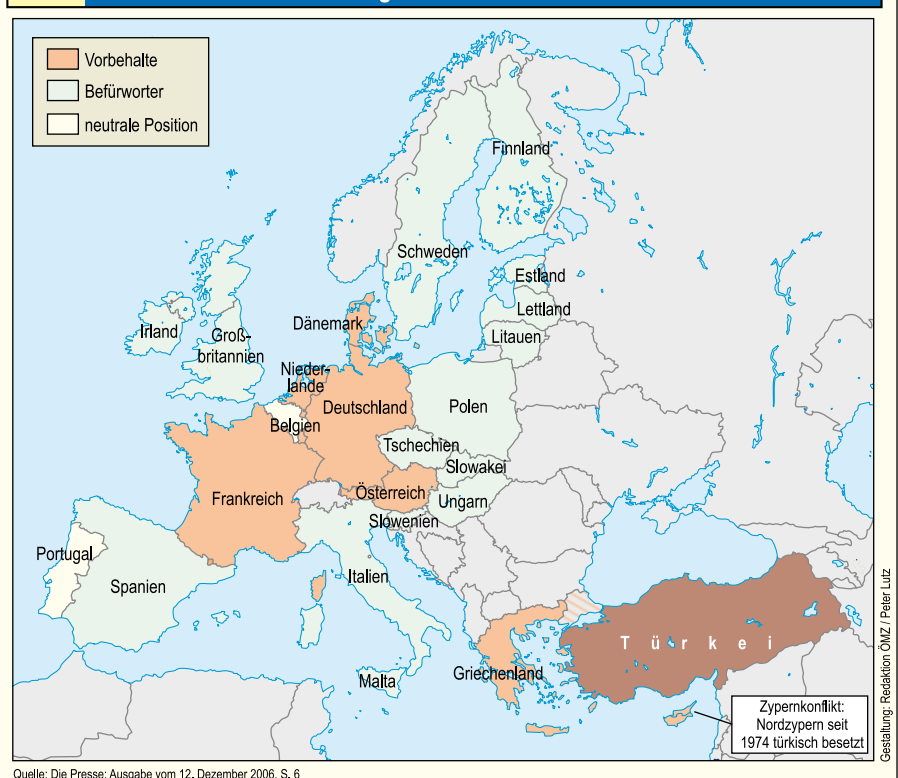 Vorbehalte
Befürworter
neutrale Position
Finnland
Schweden
Estland
Lettland
Litauen
Dänemark
Irland
Groß-
britannien
Nieder-
lande
Belgien
Deutschland
Polen
Tschechien
Slowakei
Frankreich
Österreich
Ungarn
Slowenien
Portugal
Spanien
Italien
Türkei
Malta
Griechenland
Zypernkonflikt:
Nordzypern seit
1974 türkisch besetzt
Gestaltung: Redaktion ÖMZ / Peter Lutz
Quelle: Die Presse: Ausgabe vom 12. Dezember 2006, S. 6